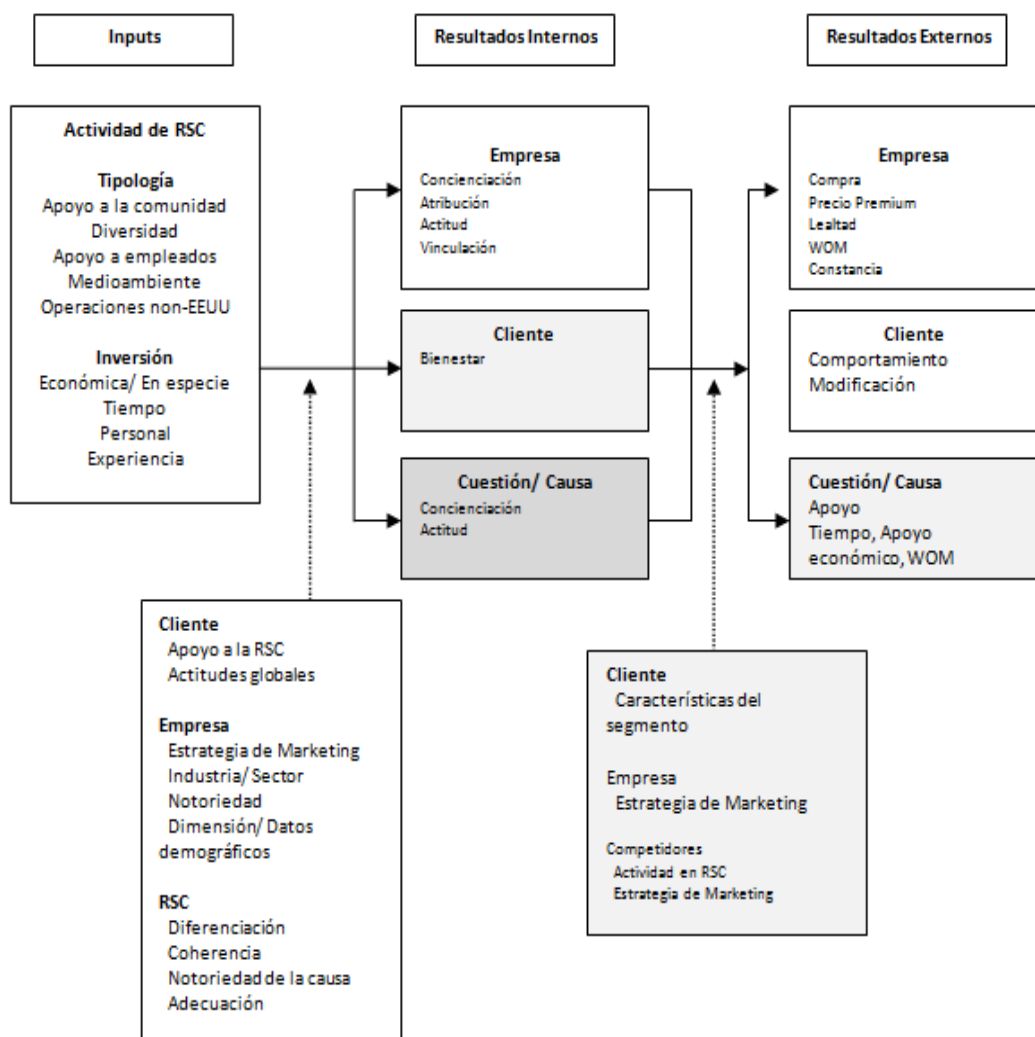 Inputs
Resultados Internos
Resultados Externos
Actividad de RSC
Tipología
Apoyo a la comunidad
Diversidad
Apoyo a empleados
Medioambiente
Operaciones non-EEUU
Inversión
Económica/ En especie
Tiempo
Personal
Experiencia
Empresa
Concienciación
Atribución
Actitud
Vinculación
Cliente
Bienestar
Cuestión/ Causa
Concienciación
Actitud
Empresa
Compra
Precio Premium
Lealtad
WOM
Constancia
Cliente
Comportamiento
Modificación
Cuestión/ Causa
Apoyo
Tiempo, Apoyo
económico, WOM
Cliente
Apoyo a la RSC
Actitudes globales
Empresa
Estrategia de Marketing
Industria/ Sector
Notoriedad
Dimensión/ Datos
demográficos
RSC
Diferenciación
Coherencia
Notoriedad de la causa
Adecuación
Cliente
Características del
segmento
Empresa
Estrategia de Marketing
Competidores
Actividad en RSC
Estrategia de Marketing